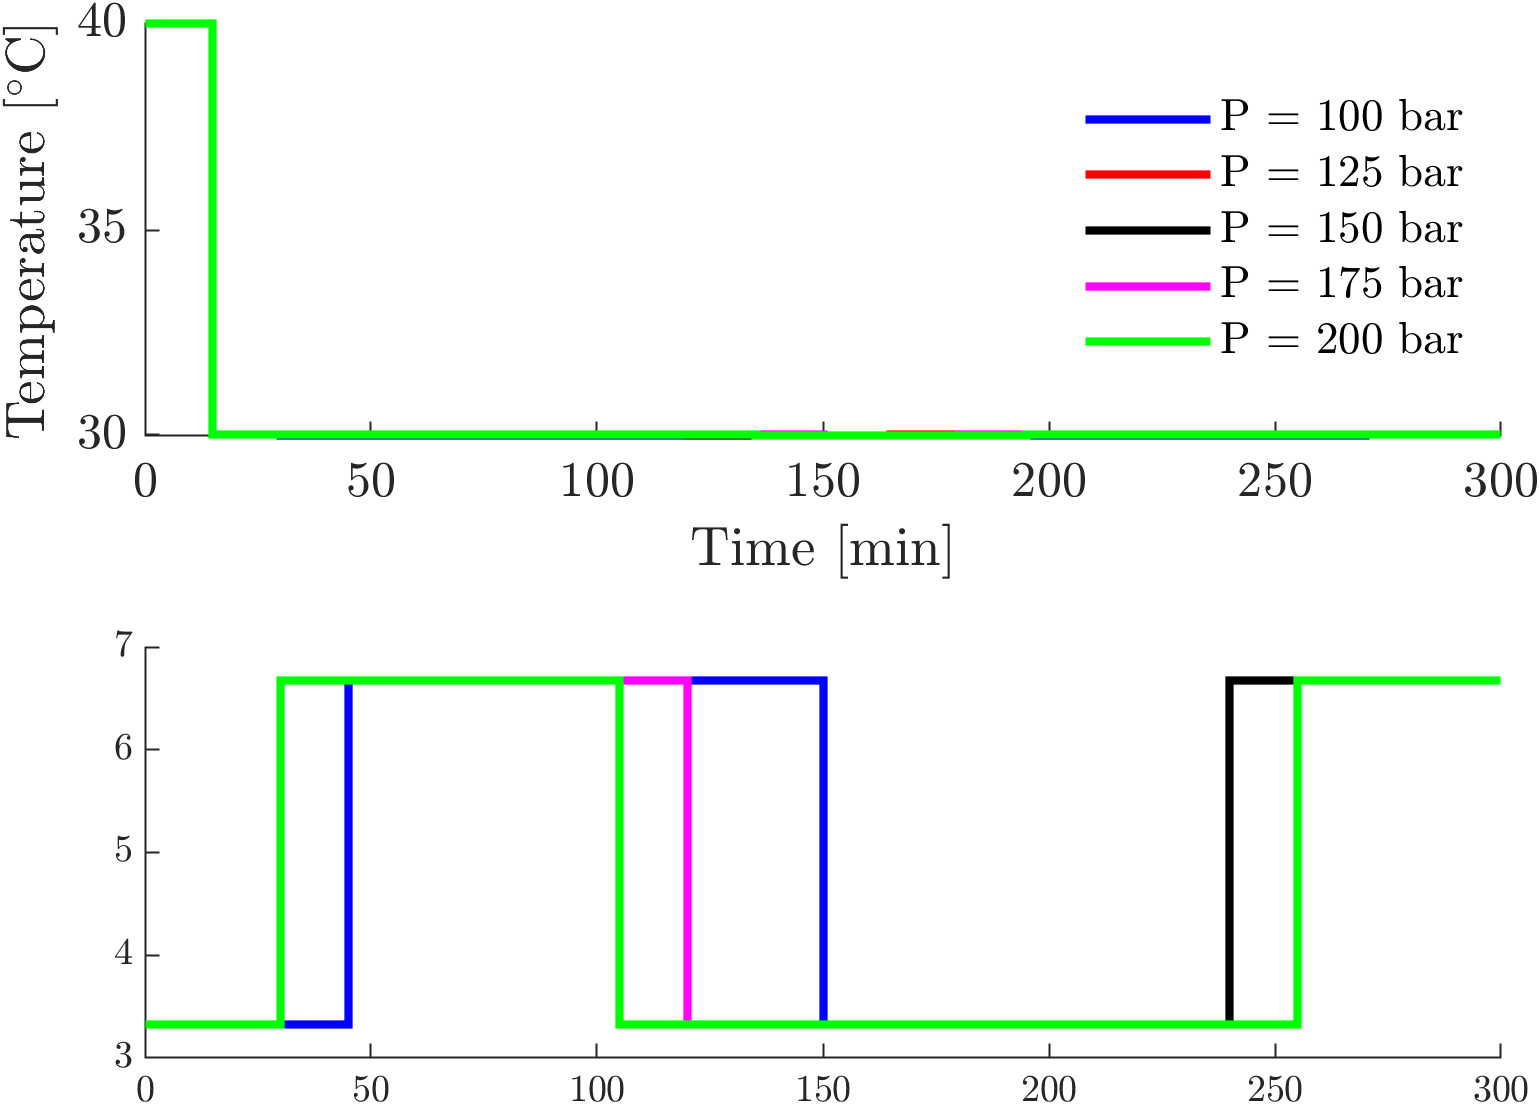 Temperature [°C]
40
35
30
P = 100 bar
P = 125 bar
P = 150 bar
P = 175 bar
P = 200 bar
0 50 100 150 200 250 300
Time [min]
7
6
5
4
3
0 50 100 150 200 250 300